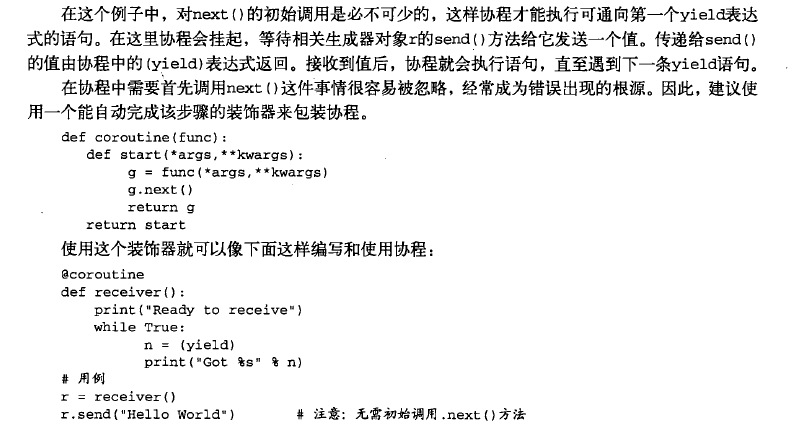 在这个例子中，对next()的初始调用是必不可少的，这样协程才能执行可通向第一个yield表达
式的语句。在这里协程会挂起，等待相关生成器对象r的send()方法给它发送一个值。传递给send()
的值由协程中的(yield)表达式返回。接收到值后，协程就会执行语句，直至遇到下一条yield语句。
在协程中需要首先调用next()这件事情很容易被忽略，经常成为错误出现的根源。因此，建议使
用一个能自动完成该步骤的装饰器来包装协程。
def coroutine(func):
def start(*args,**kwargs):
g = func(*args,**kwargs)
g.next()
return g
return start
使用这个装饰器就可以像下面这样编写和使用协程：
@coroutine
def receiver():
print("Ready to receive")
while True:
n = (yield)
print("Got %s" % n)
# 用例
r = receiver()
r.send("Hello World") # 注意：无需初始调用.next()方法